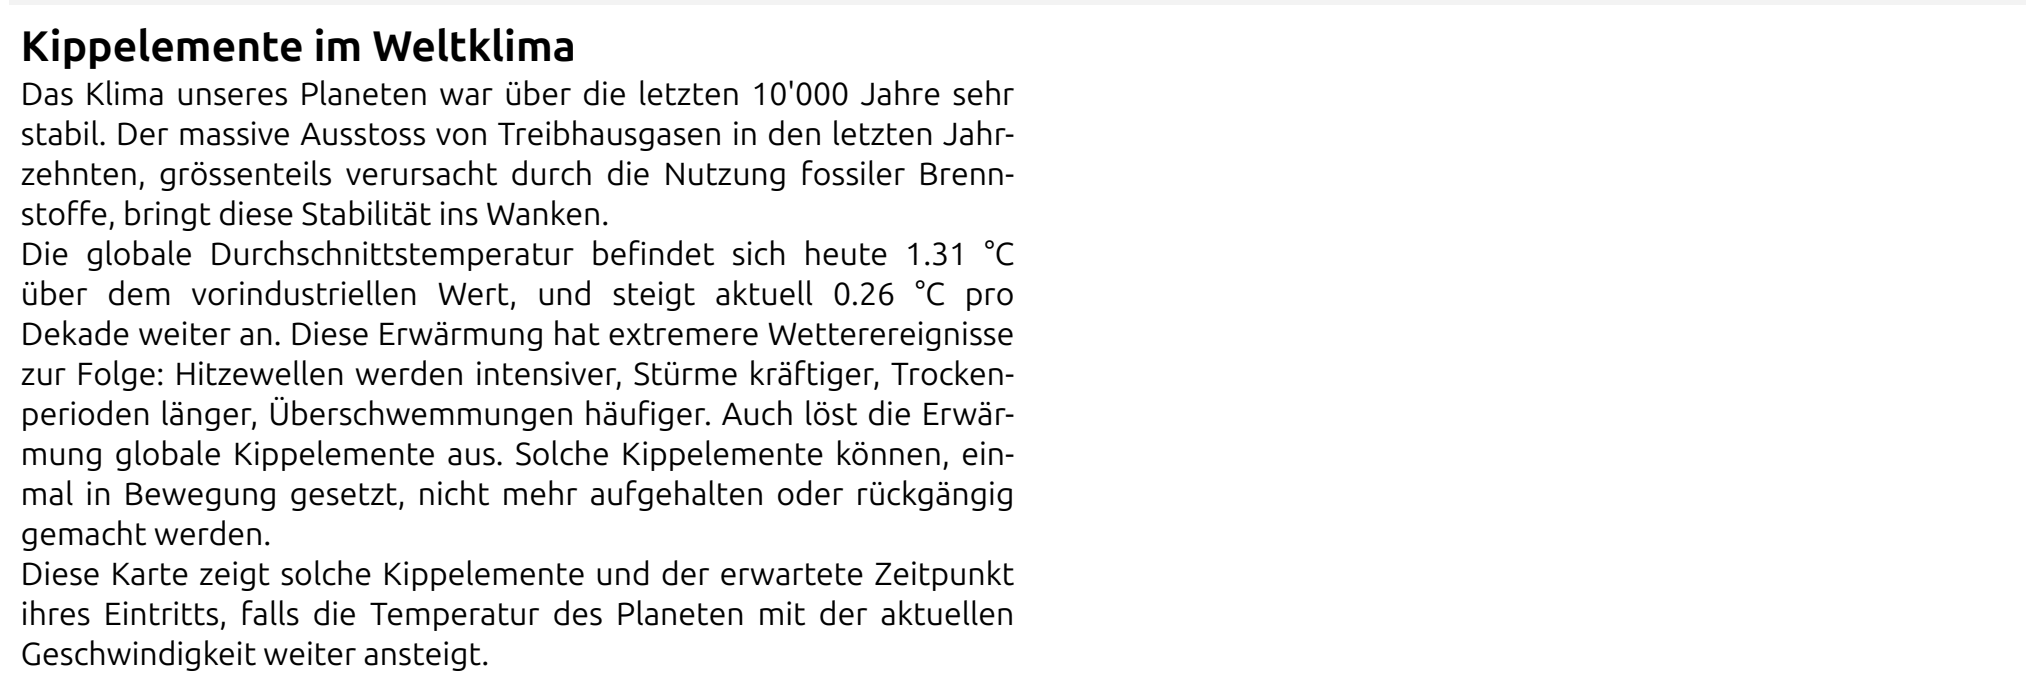 Kippelemente im Weltklima
Das Klima unseres Planeten war über die letzten 10'000 Jahre sehr
stabil. Der massive Ausstoss von Treibhausgasen in den letzten Jahr-
zehnten, grössenteils verursacht durch die Nutzung fossiler Brenn-
stoffe, bringt diese Stabilität ins Wanken.
Die globale Durchschnittstemperatur befindet sich heute 1.31 °C
über dem vorindustriellen Wert, und steigt aktuell 0.26 °C pro
Dekade weiter an. Diese Erwärmung hat extremere Wetterereignisse
zur Folge: Hitzewellen werden intensiver, Stürme kräftiger, Trocken-
perioden länger, Überschwemmungen häufiger. Auch löst die Erwär-
mung globale Kippelemente aus. Solche Kippelemente können, ein-
mal in Bewegung gesetzt, nicht mehr aufgehalten oder rückgängig
gemacht werden.
Diese Karte zeigt solche Kippelemente und der erwartete Zeitpunkt
ihres Eintritts, falls die Temperatur des Planeten mit der aktuellen
Geschwindigkeit weiter ansteigt.